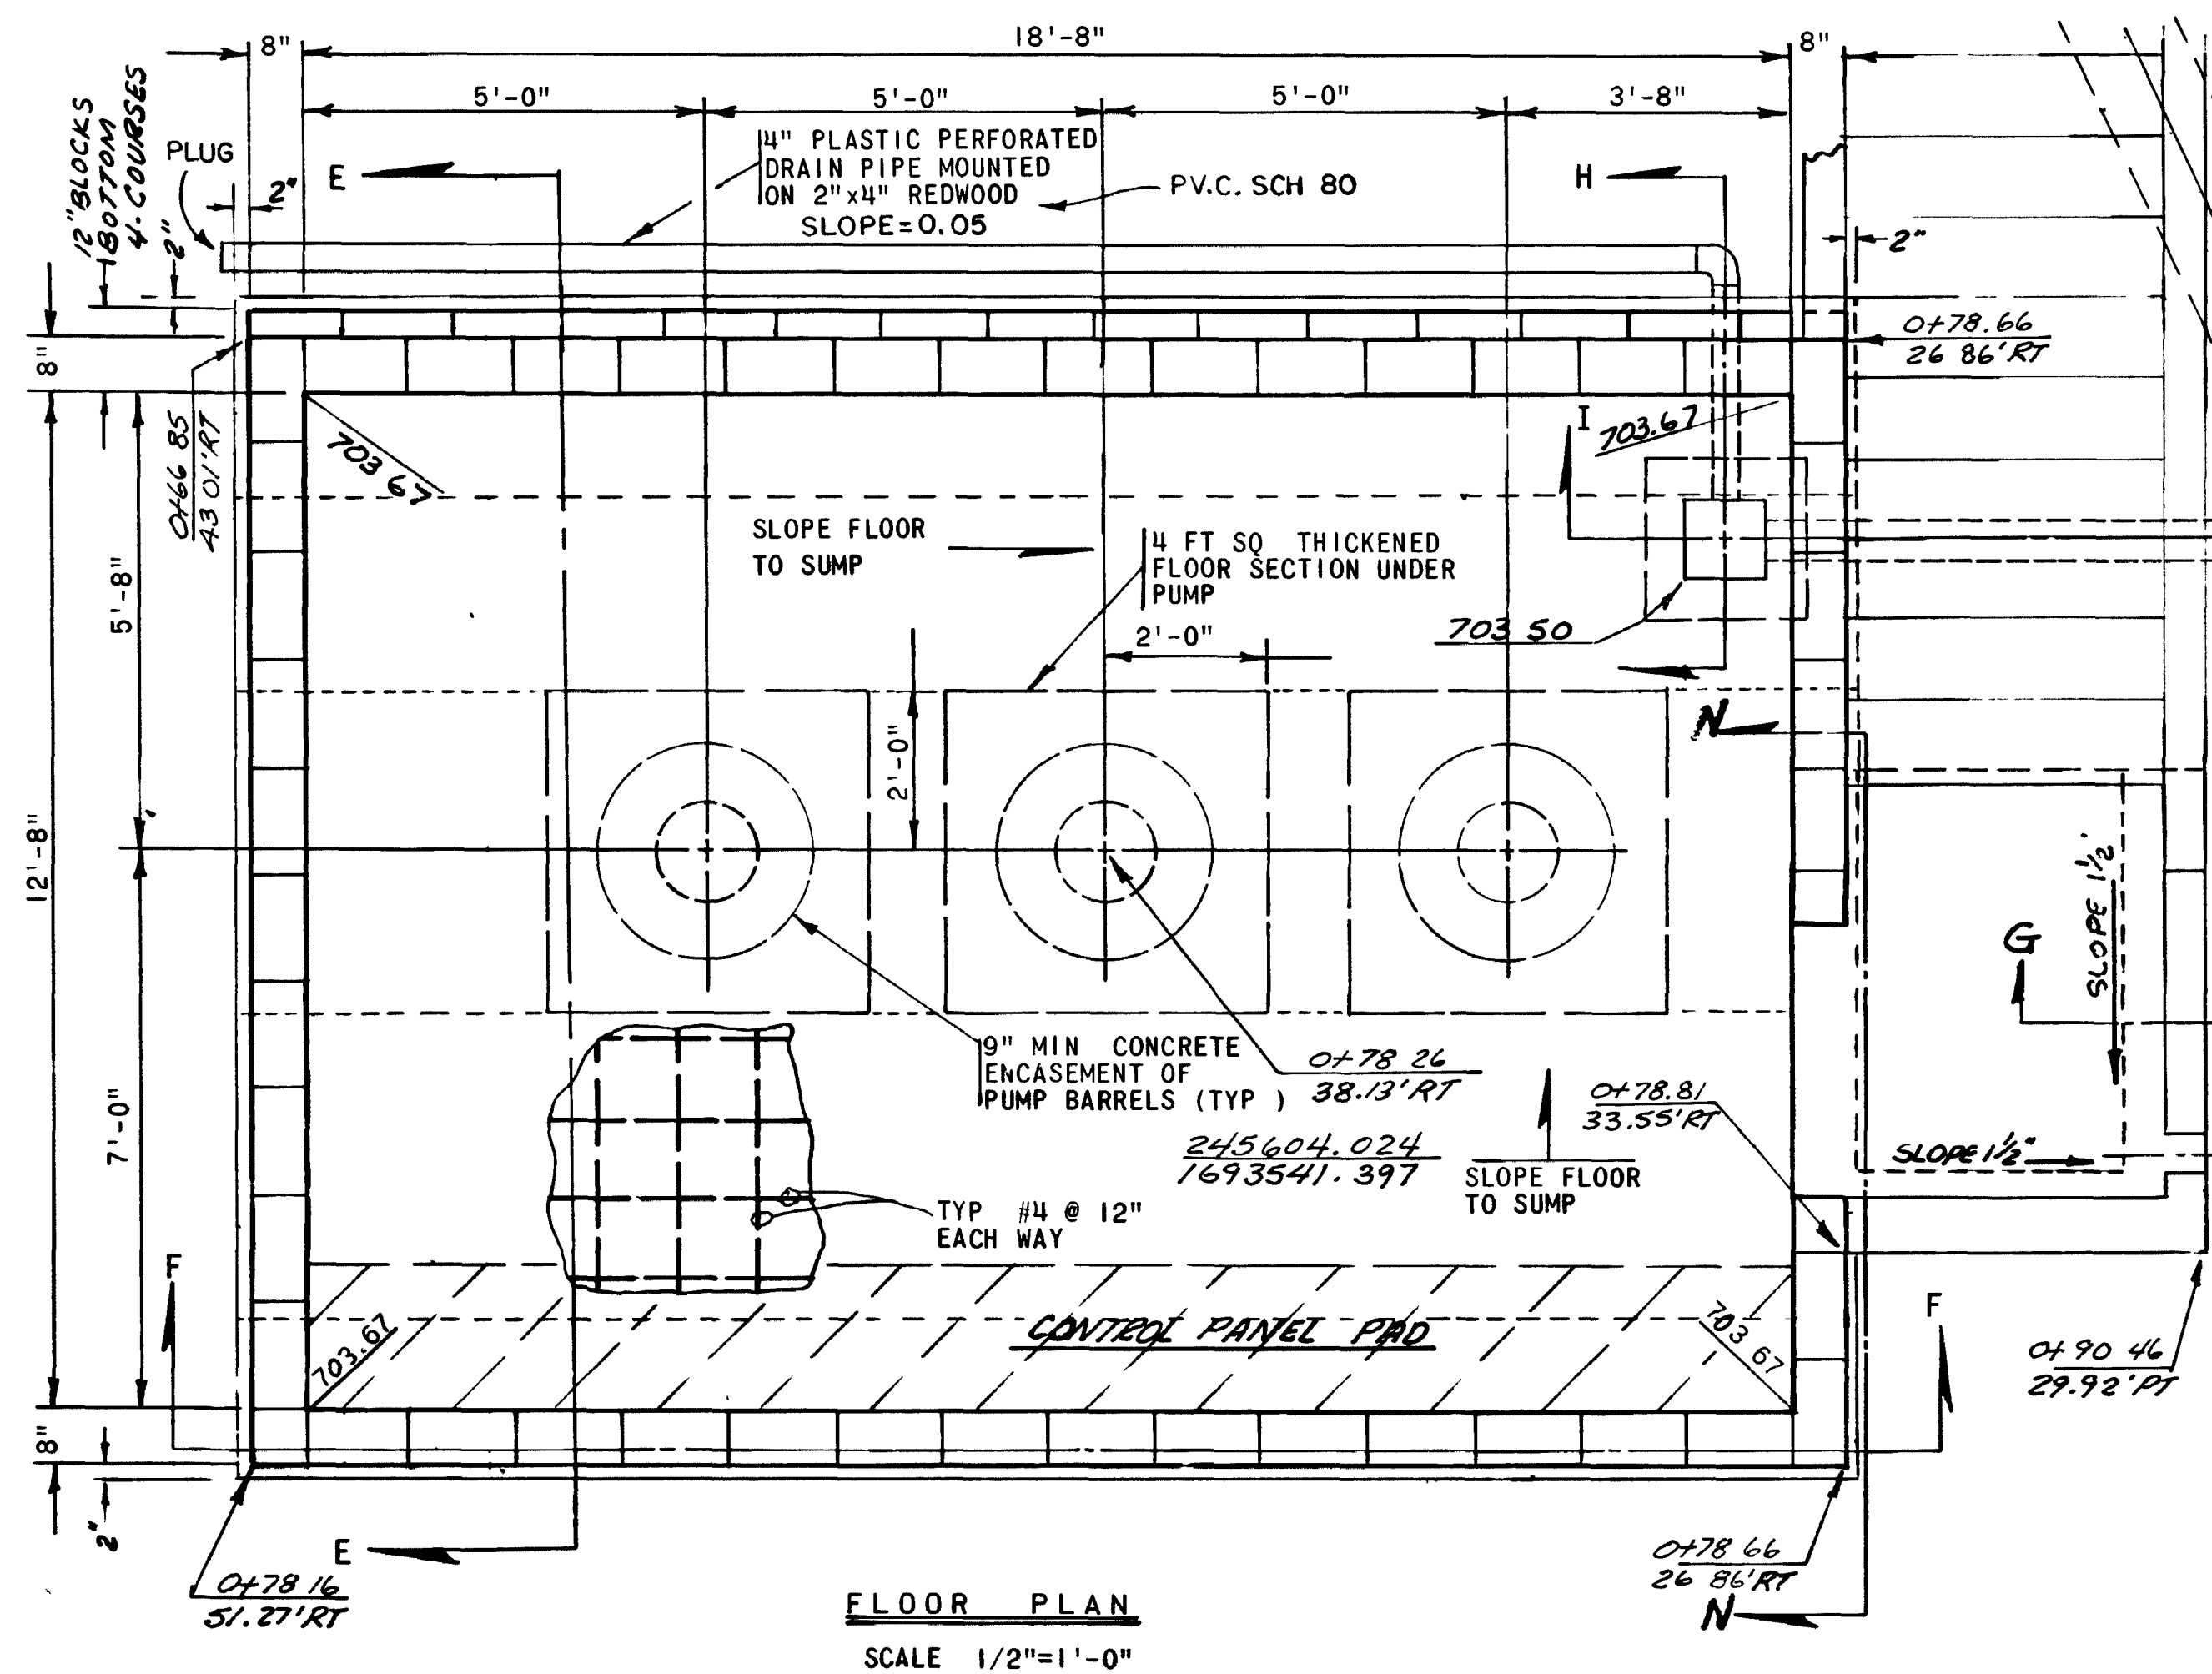 8"
18'-8"
8"
5'-0"
5'-0"
5'-0"
3'-8"
12" BLOCKS
BOTTOM
4-COURSES
PLUG
2"
2"
E
4" PLASTIC PERFORATED
DRAIN PIPE MOUNTED
ON 2"x4" REDWOOD
SLOPE=0.05
PV.C. SCH 80
H
2"
8"
0+78.66
26 86'RT
0+66 85
43 01'RT
703 67
I
703.67
SLOPE FLOOR
TO SUMP
4 FT SQ THICKENED
FLOOR SECTION UNDER
PUMP
5'-8"
2'-0"
703 50
N
2'-0"
12'-8"
SLOPE 1 1/2'
G
9" MIN CONCRETE
ENCASEMENT OF
PUMP BARRELS (TYP )
0+78 26
38.13'RT
0+78.81
33.55'RT
7'-0"
245604.024
1693541.397
SLOPE FLOOR
TO SUMP
SLOPE 1 1/2"
TYP #4 @ 12"
EACH WAY
F
703.67
CONTROL PANEL PAD
703 67
F
0+90 46
29.92'RT
8"
2"
E
0+78 16
51.27'RT
0+78 66
26 86'RT
N
FLOOR PLAN
SCALE 1/2"=1'-0"